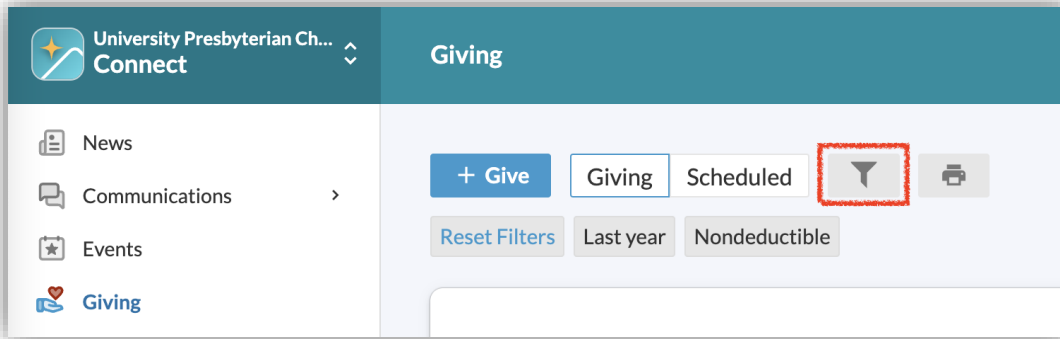 University Presbyterian Ch...
Connect
Giving
News
Communications
Events
Giving
+ Give
Giving
Scheduled
Reset Filters
Last year
Nondeductible